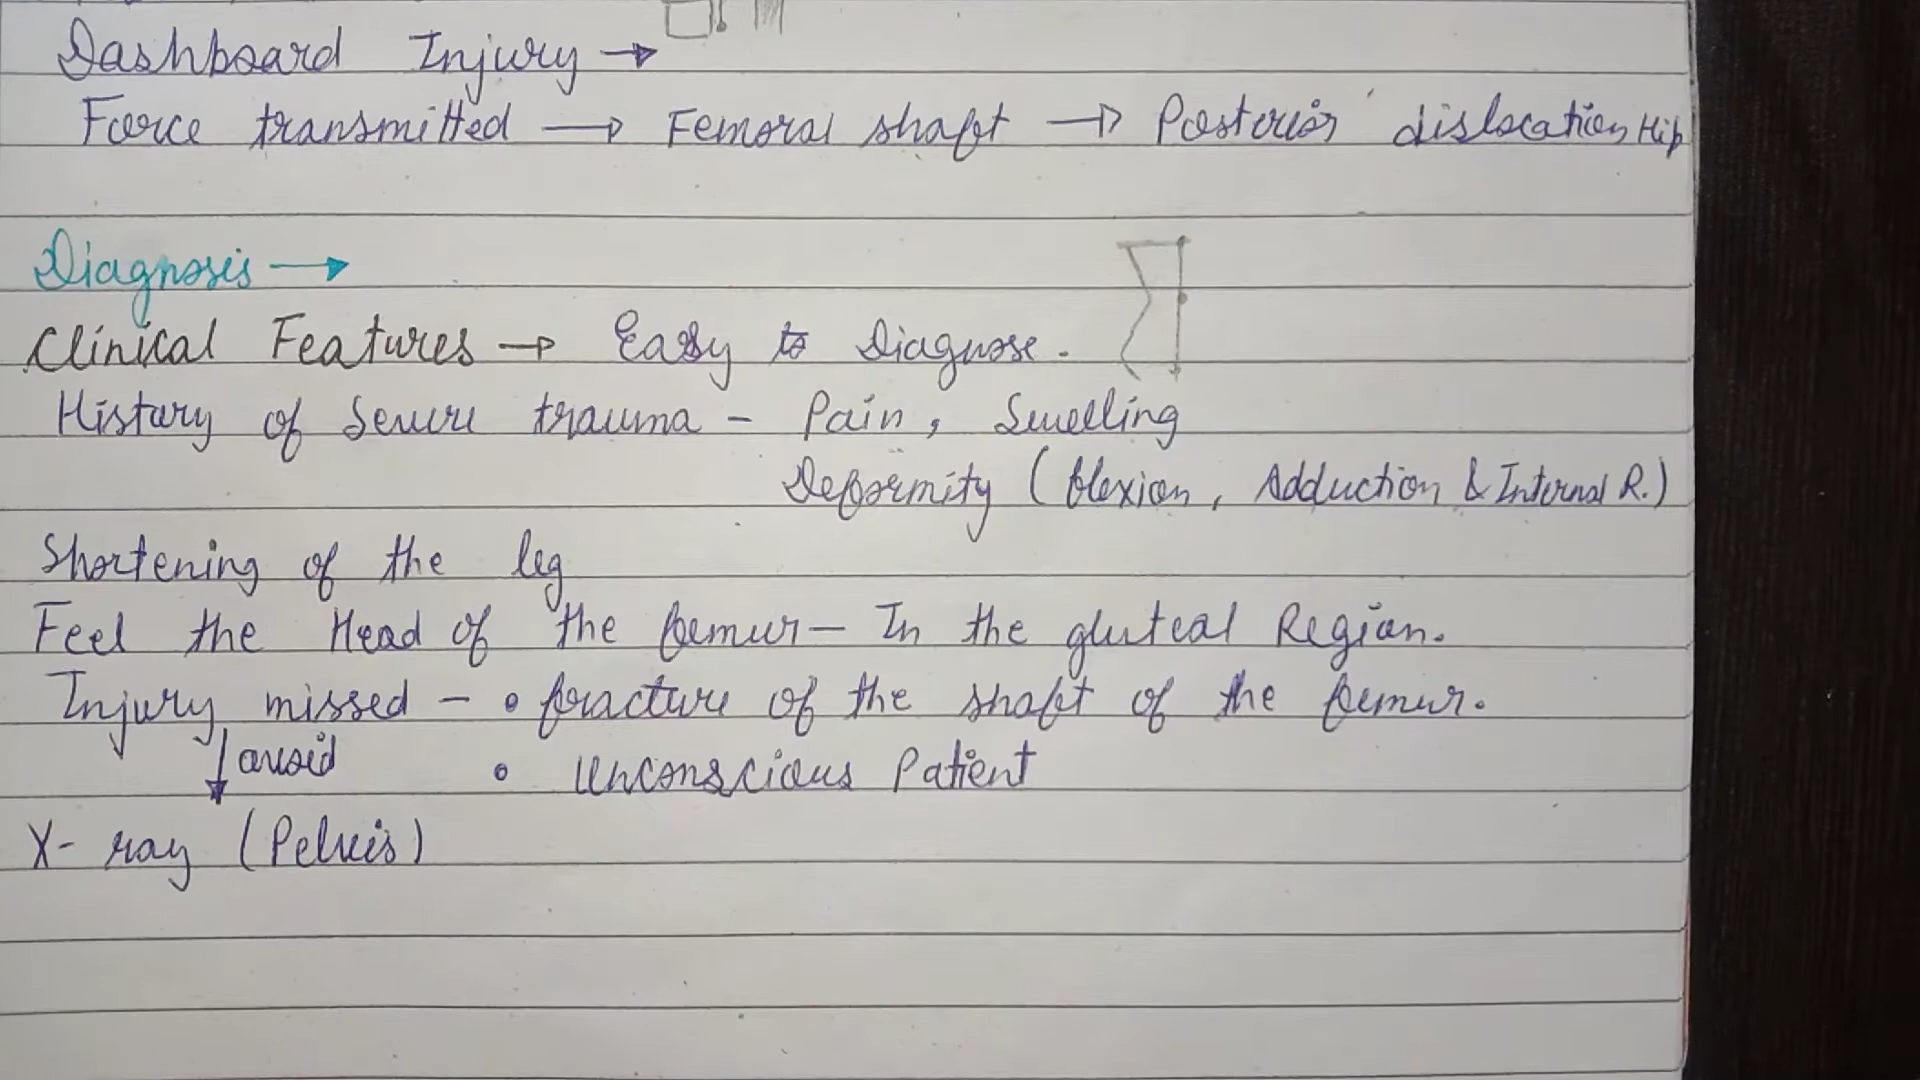 Dashboard Injury →
Force transmitted → Femoral shaft → Posterior dislocation Hip
Diagnosis →
Clinical Features → Easy to Diagnose.
History of Severe trauma - Pain, Swelling
Deformity (flexion, Adduction & Internal R.)
Shortening of the leg
Feel the Head of the femur - In the gluteal Region.
Injury missed - • fracture of the shaft of the femur.
↓ avoid • Unconscious Patient
X-ray (Pelvis)